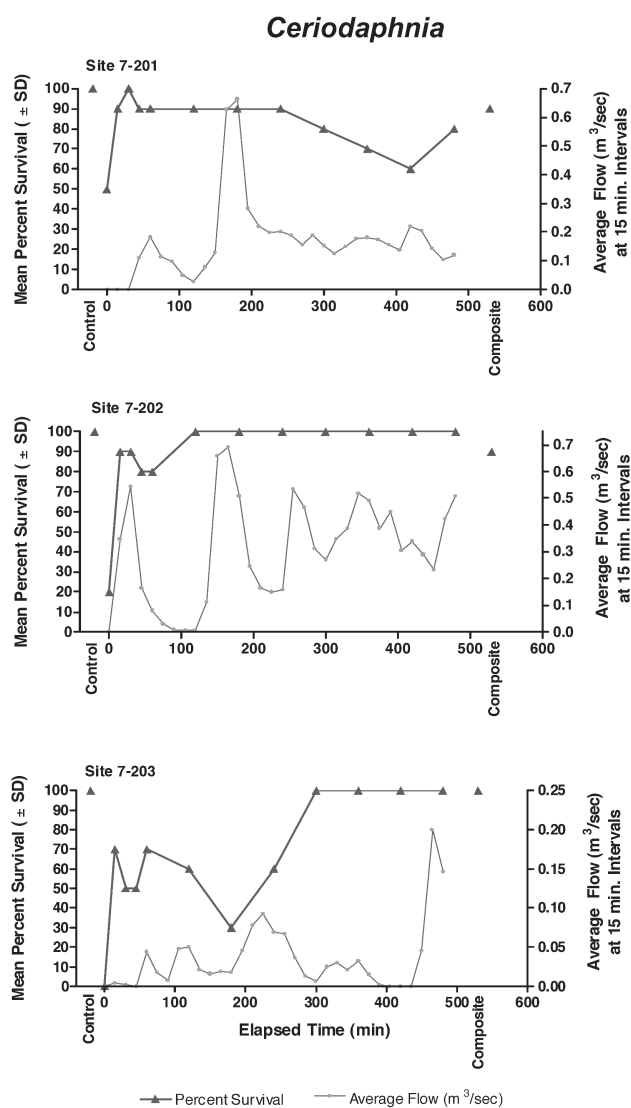 Ceriodaphnia
Site 7-201
Mean Percent Survival ( ± SD)
100
90
80
70
60
50
40
30
20
10
0
0.7
0.6
0.5
0.4
0.3
0.2
0.1
0.0
Average Flow (m3/sec)
at 15 min. Intervals
Control
0 100 200 300 400 500 600
Composite
Site 7-202
Mean Percent Survival ( ± SD)
100
90
80
70
60
50
40
30
20
10
0
0.7
0.6
0.5
0.4
0.3
0.2
0.1
0.0
Average Flow (m3/sec)
at 15 min. Intervals
Control
0 100 200 300 400 500 600
Composite
Site 7-203
Mean Percent Survival ( ± SD)
100
90
80
70
60
50
40
30
20
10
0
0.25
0.20
0.15
0.10
0.05
0.00
Average Flow (m3/sec)
at 15 min. Intervals
Control
0 100 200 300 400 500 600
Composite
Elapsed Time (min)
Percent Survival Average Flow (m3/sec)